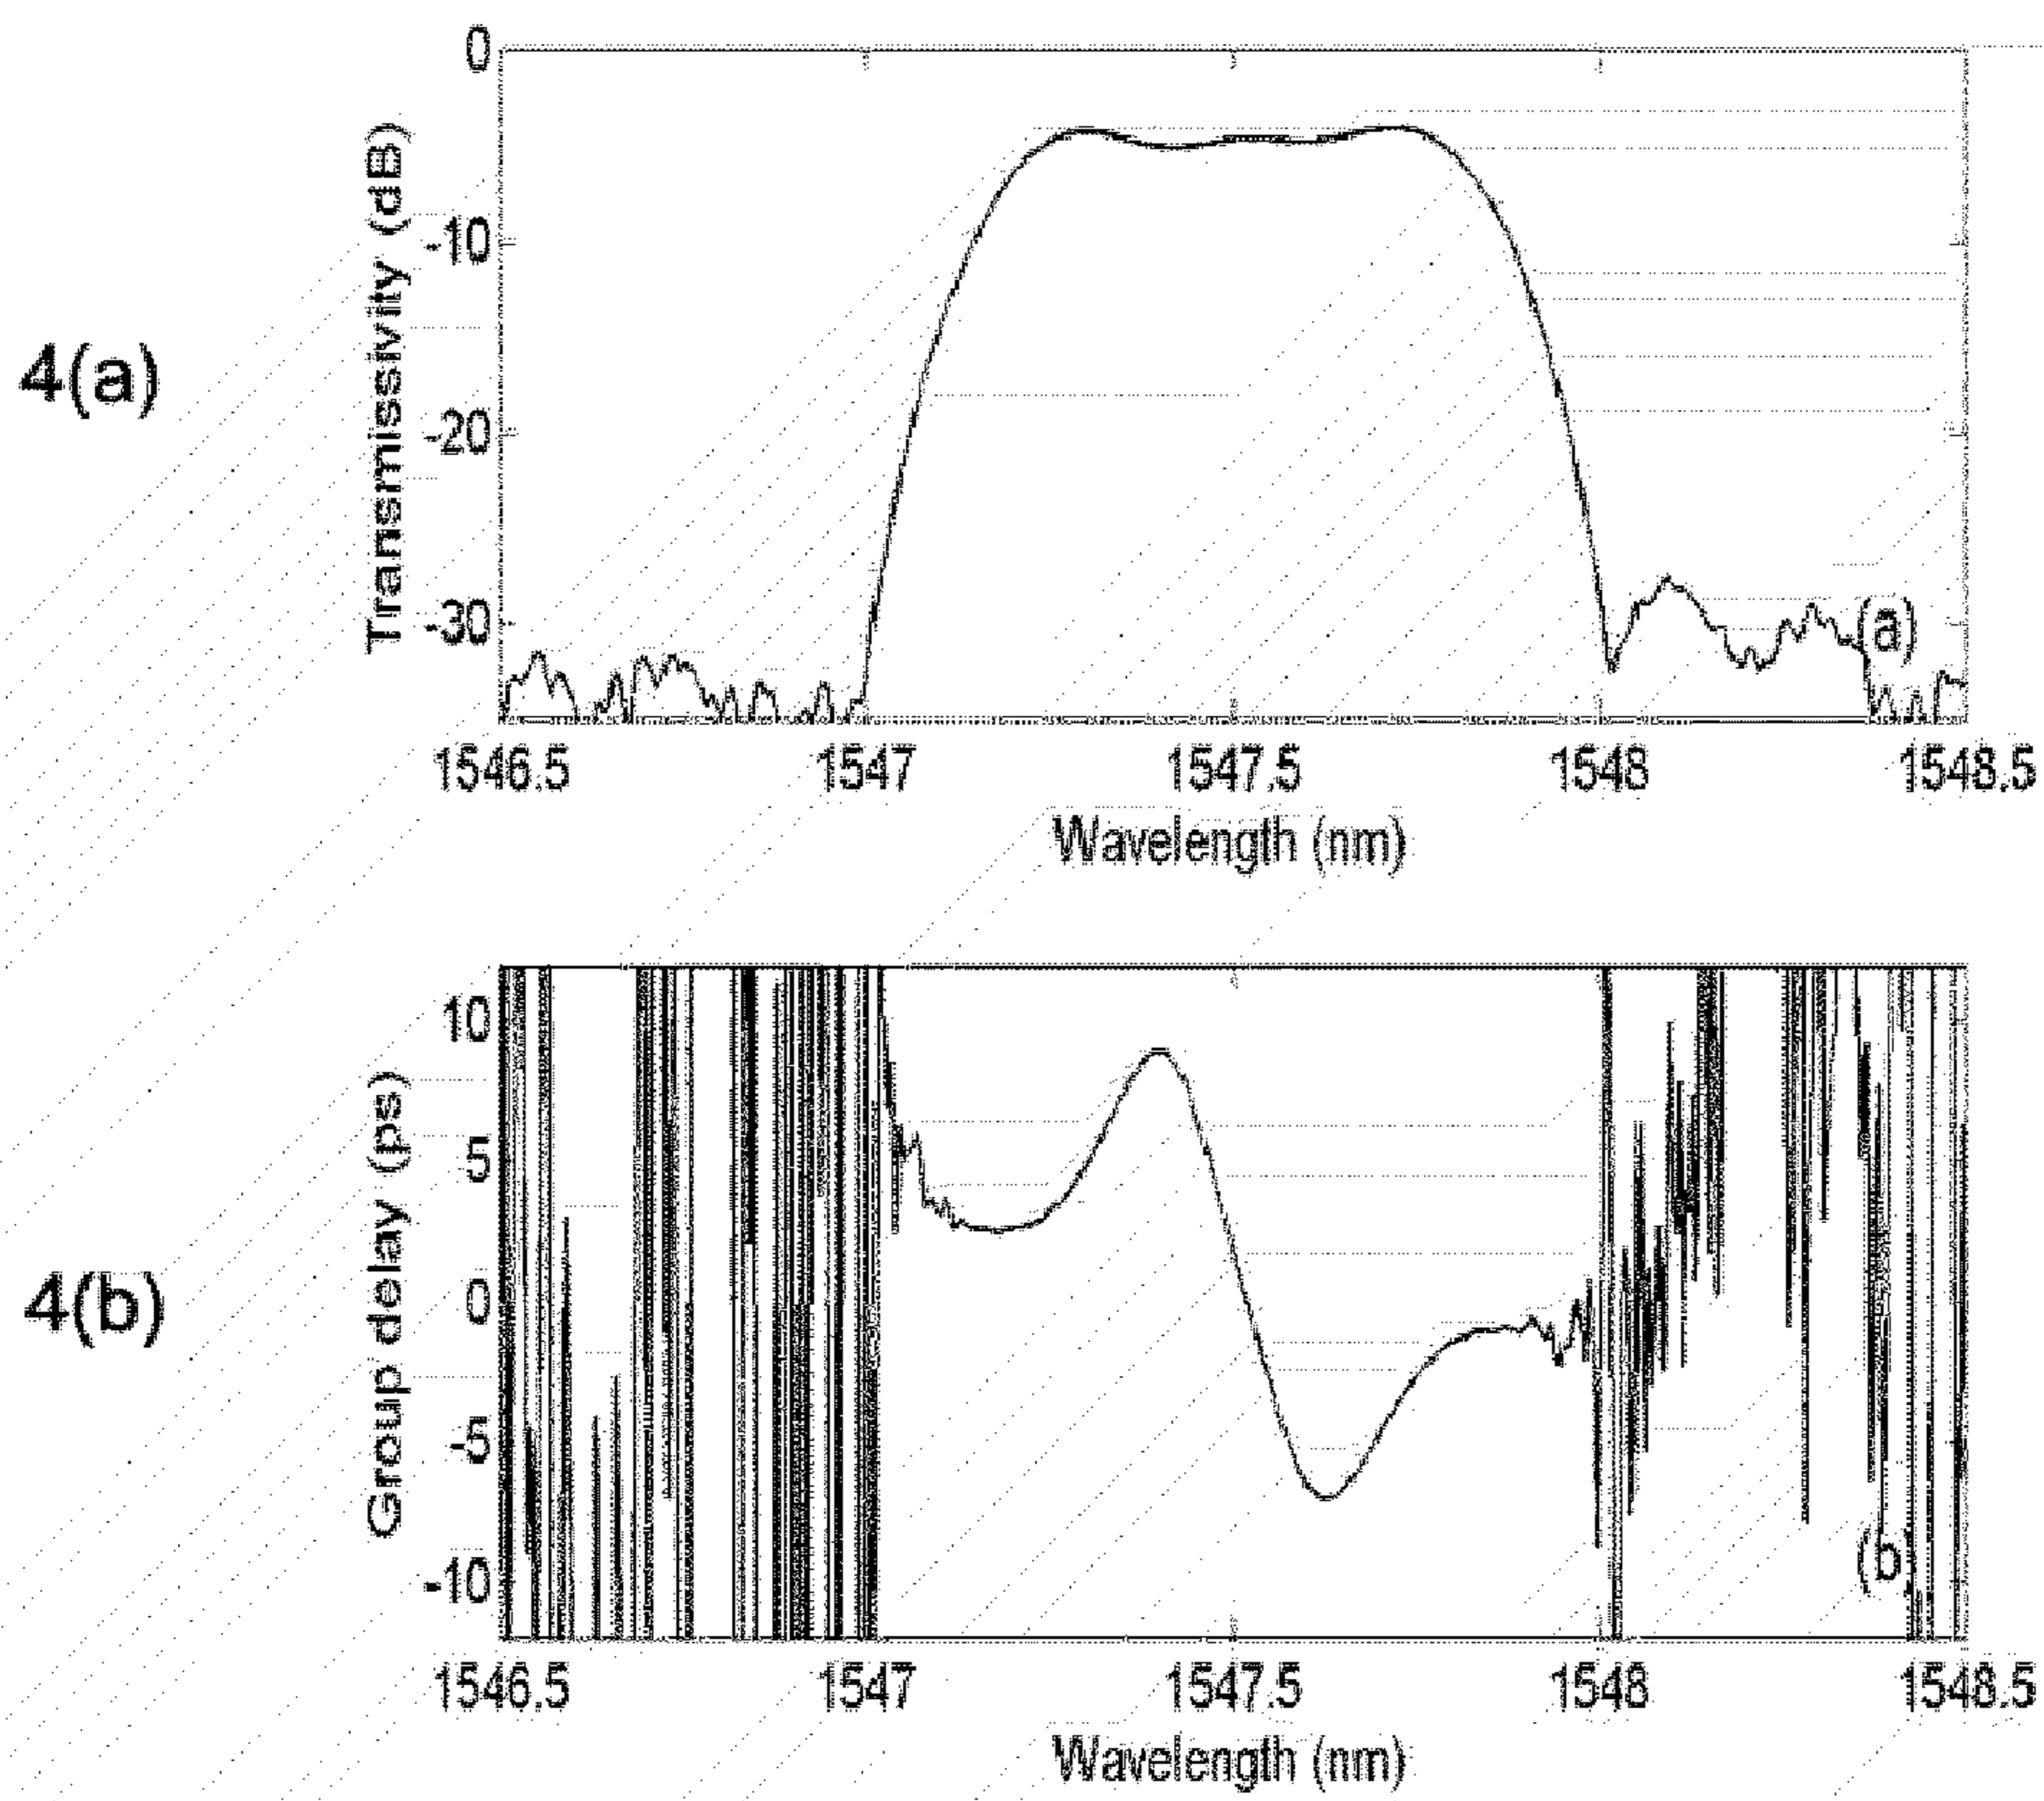 0
-10
-20
-30
Transmissivity (dB)
4(a)
(a)
1546.5 1547 1547.5 1548 1548.5
Wavelength (nm)
10
5
0
-5
-10
Group delay (ps)
4(b)
(b)
1546.5 1547 1547.5 1548 1548.5
Wavelength (nm)